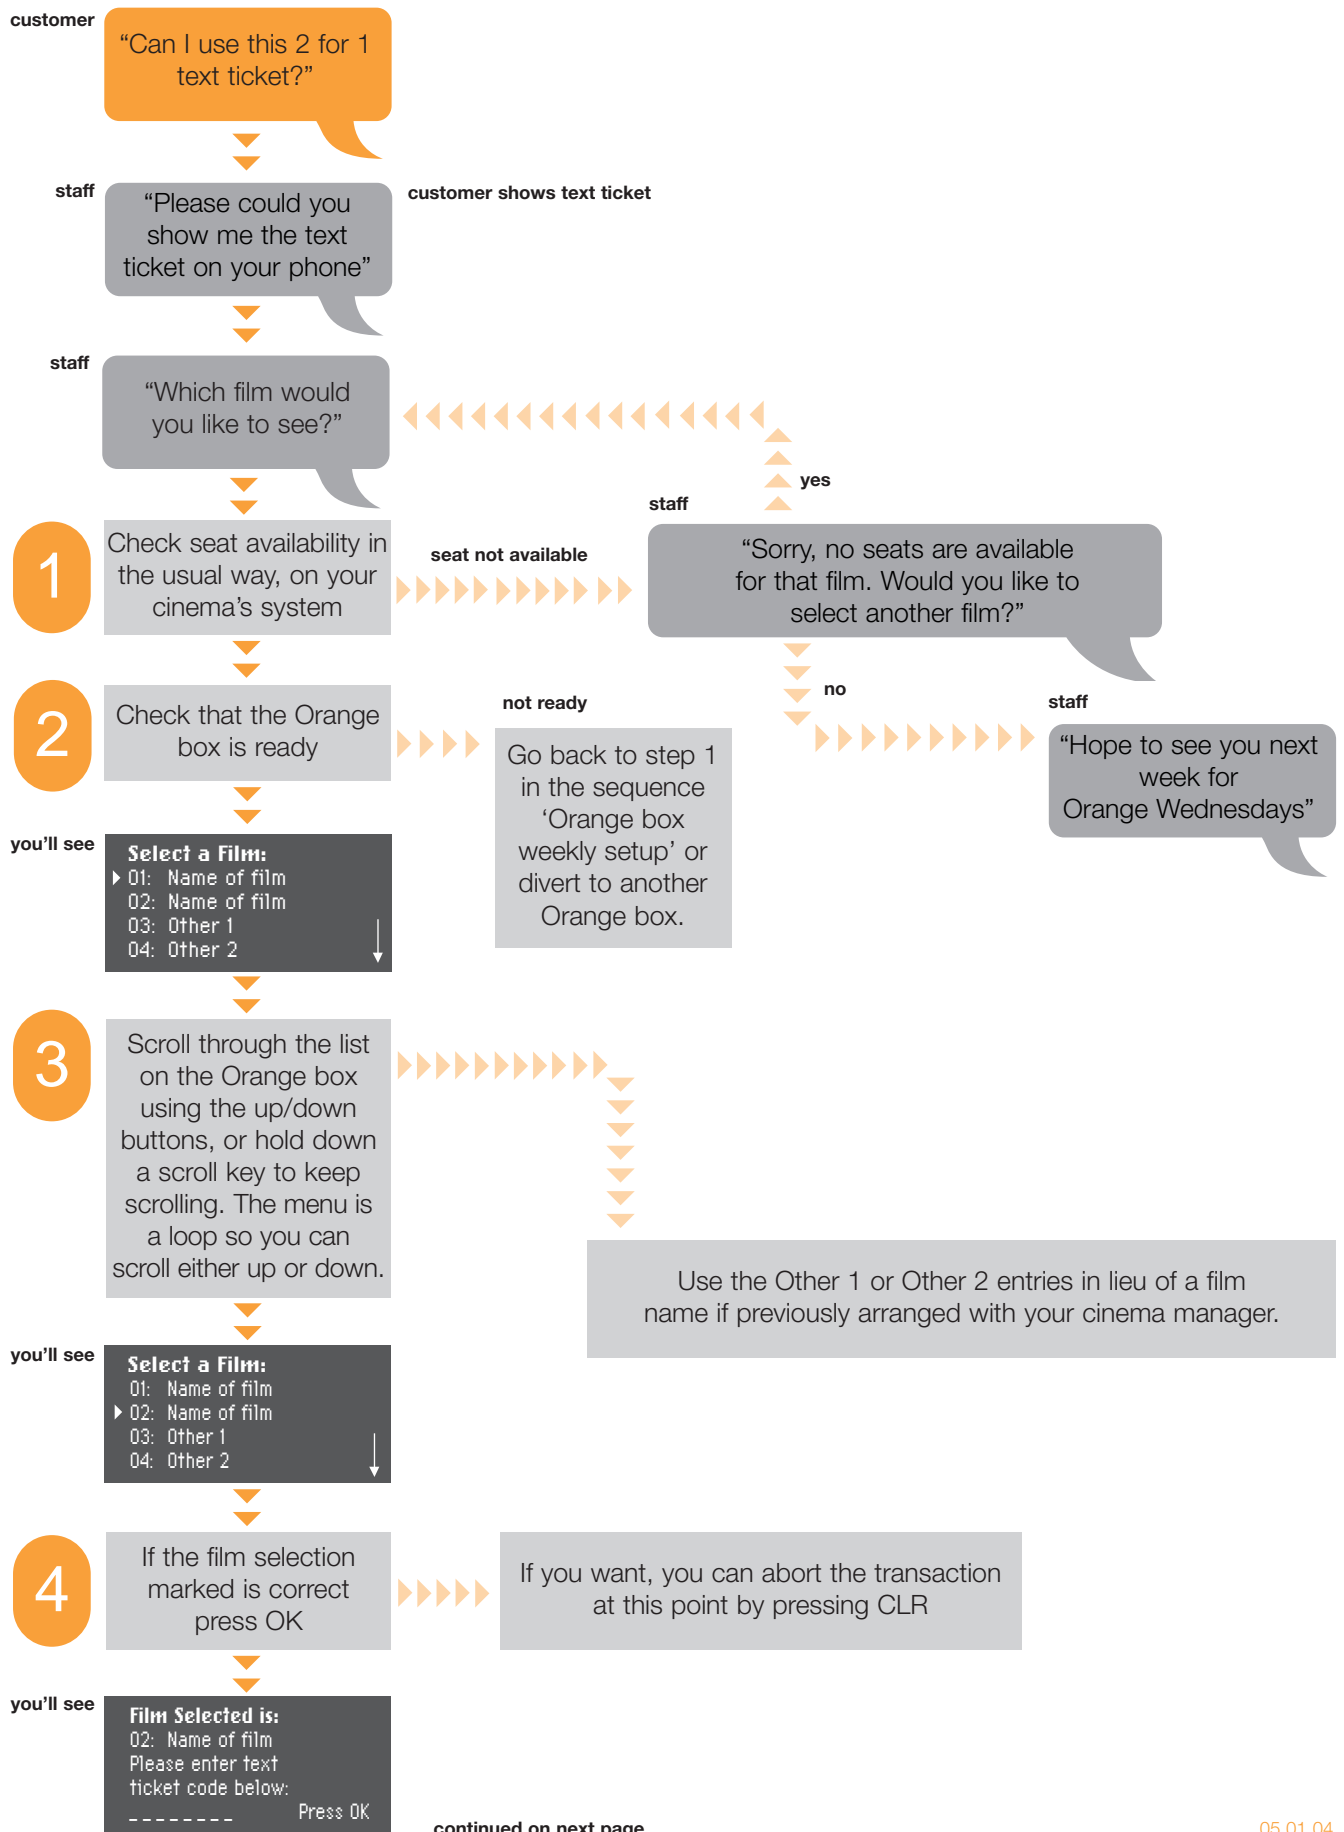 customer
“Can I use this 2 for 1
text ticket?”
staff
“Please could you
show me the text
ticket on your phone”
customer shows text ticket
staff
“Which film would
you like to see?”
yes
1
Check seat availability in
the usual way, on your
cinema’s system
seat not available
staff
“Sorry, no seats are available
for that film. Would you like to
select another film?”
no
staff
“Hope to see you next
week for
Orange Wednesdays”
2
Check that the Orange
box is ready
not ready
Go back to step 1
in the sequence
‘Orange box
weekly setup’ or
divert to another
Orange box.
you’ll see
Select a Film:
01: Name of film
02: Name of film
03: Other 1
04: Other 2
3
Scroll through the list
on the Orange box
using the up/down
buttons, or hold down
a scroll key to keep
scrolling. The menu is
a loop so you can
scroll either up or down.
Use the Other 1 or Other 2 entries in lieu of a film
name if previously arranged with your cinema manager.
you’ll see
Select a Film:
01: Name of film
02: Name of film
03: Other 1
04: Other 2
4
If the film selection
marked is correct
press OK
If you want, you can abort the transaction
at this point by pressing CLR
you’ll see
Film Selected is:
02: Name of film
Please enter text
ticket code below:
_ _ _ _ _ _ _ _ Press OK
continued on next page
05.01.04